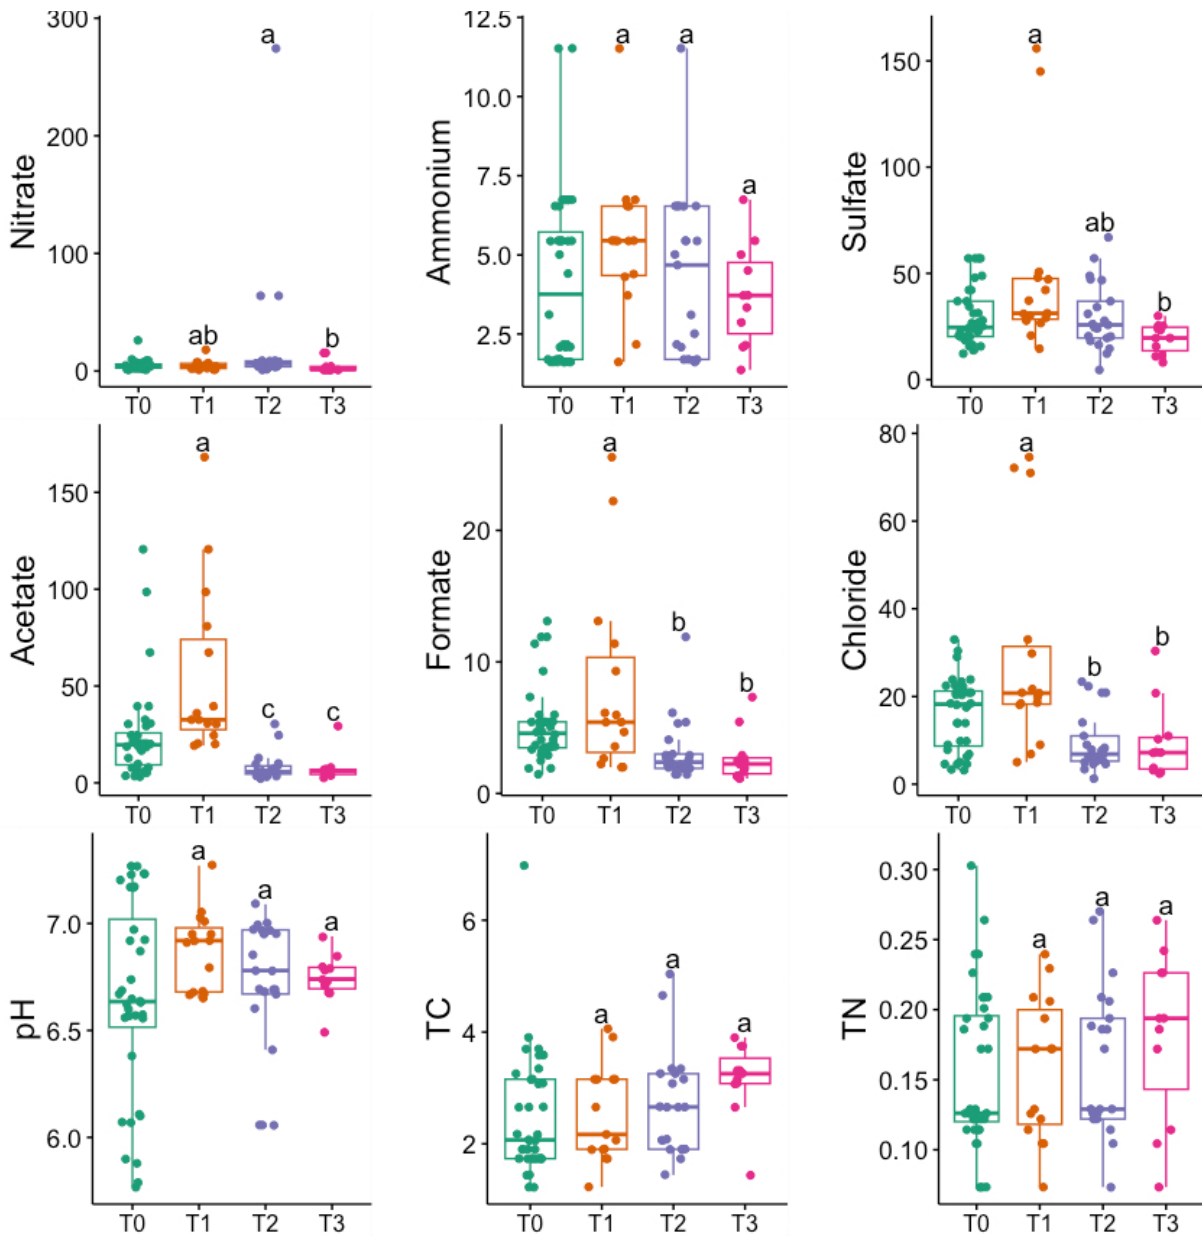 Nitrate
300
200
100
0
a
ab
b
T0 T1 T2 T3
Ammonium
12.5
10.0
7.5
5.0
2.5
a a
a
T0 T1 T2 T3
Sulfate
150
100
50
0
a
ab
b
T0 T1 T2 T3
Acetate
150
100
50
0
a
c c
T0 T1 T2 T3
Formate
20
10
0
a
b
b
T0 T1 T2 T3
Chloride
80
60
40
20
0
a
b
b
T0 T1 T2 T3
pH
7.0
6.5
6.0
a
a
a
T0 T1 T2 T3
TC
6
4
2
a
a
a
T0 T1 T2 T3
TN
0.30
0.25
0.20
0.15
0.10
a
a
a
T0 T1 T2 T3